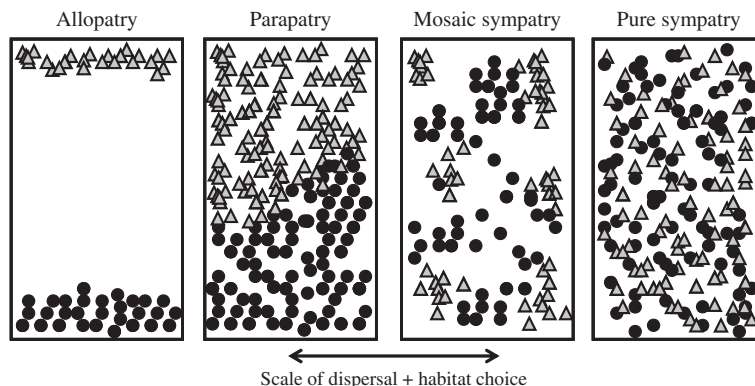 Allopatry
Parapatry
Mosaic sympatry
Pure sympatry
Scale of dispersal + habitat choice